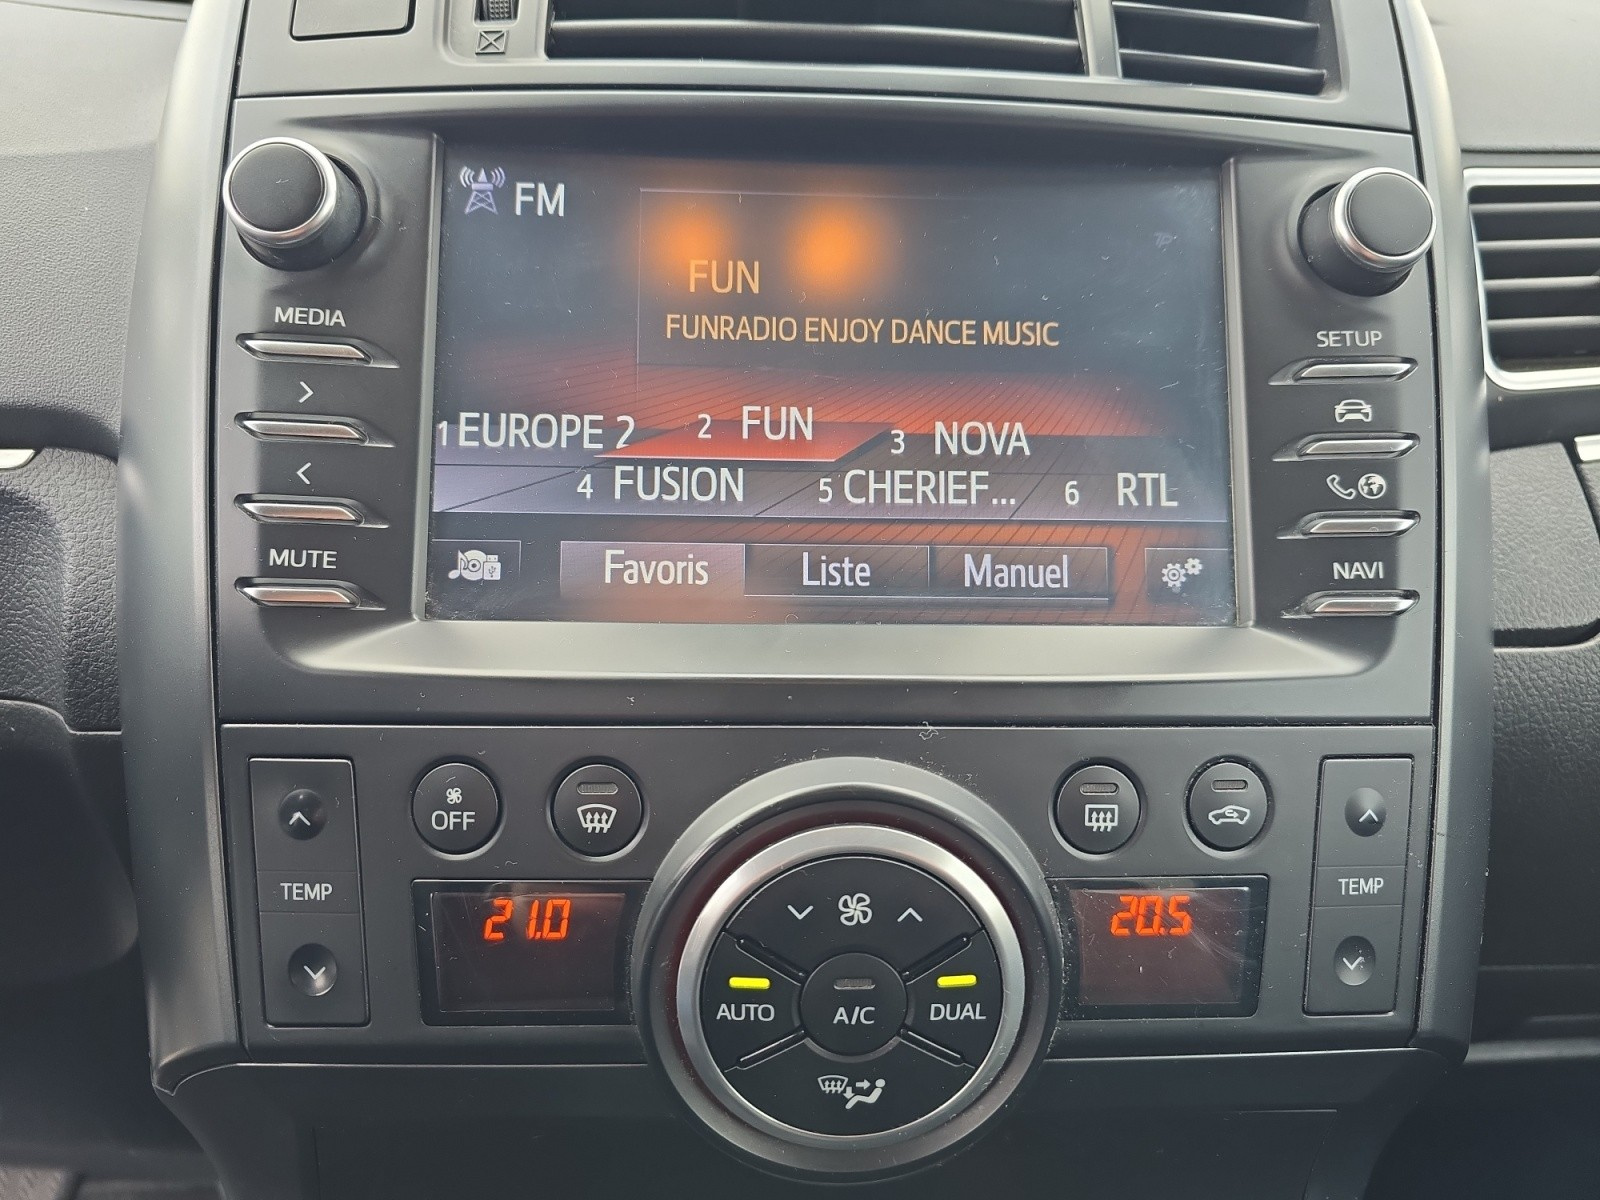 FM
FUN
FUNRADIO ENJOY DANCE MUSIC
1 EUROPE 2 2 FUN 3 NOVA
4 FUSION 5 CHERIEF... 6 RTL
Favoris Liste Manuel
MEDIA
>
<
MUTE
SETUP
NAVI
OFF
TEMP
21.0
20.5
TEMP
AUTO
A/C
DUAL